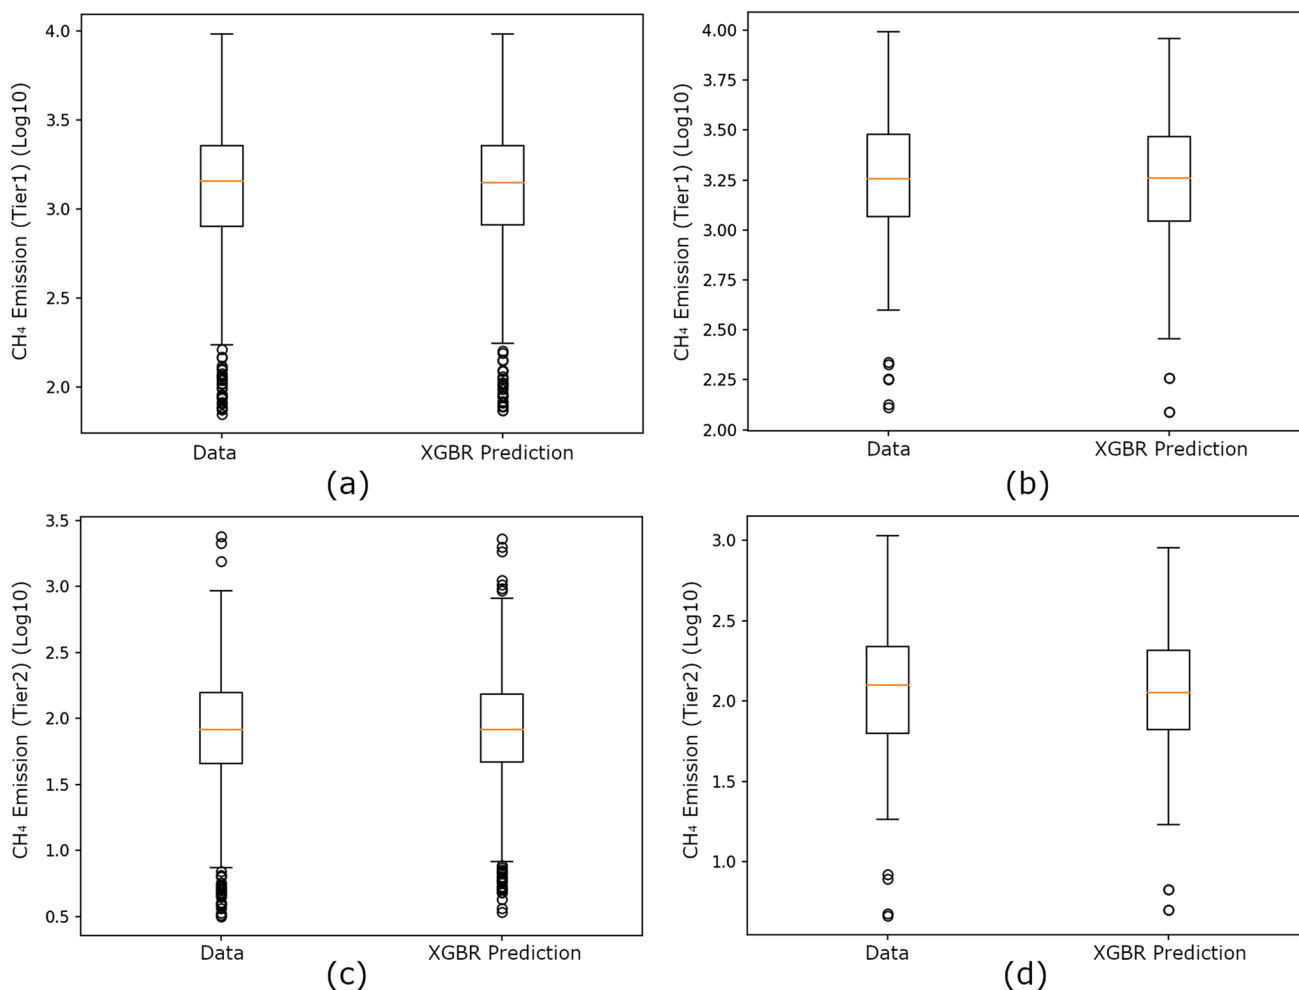 CH₄ Emission (Tier1) (Log10)
4.0
3.5
3.0
2.5
2.0
Data
XGBR Prediction
(a)
CH₄ Emission (Tier1) (Log10)
4.00
3.75
3.50
3.25
3.00
2.75
2.50
2.25
2.00
Data
XGBR Prediction
(b)
CH₄ Emission (Tier2) (Log10)
3.5
3.0
2.5
2.0
1.5
1.0
0.5
Data
XGBR Prediction
(c)
CH₄ Emission (Tier2) (Log10)
3.0
2.5
2.0
1.5
1.0
Data
XGBR Prediction
(d)